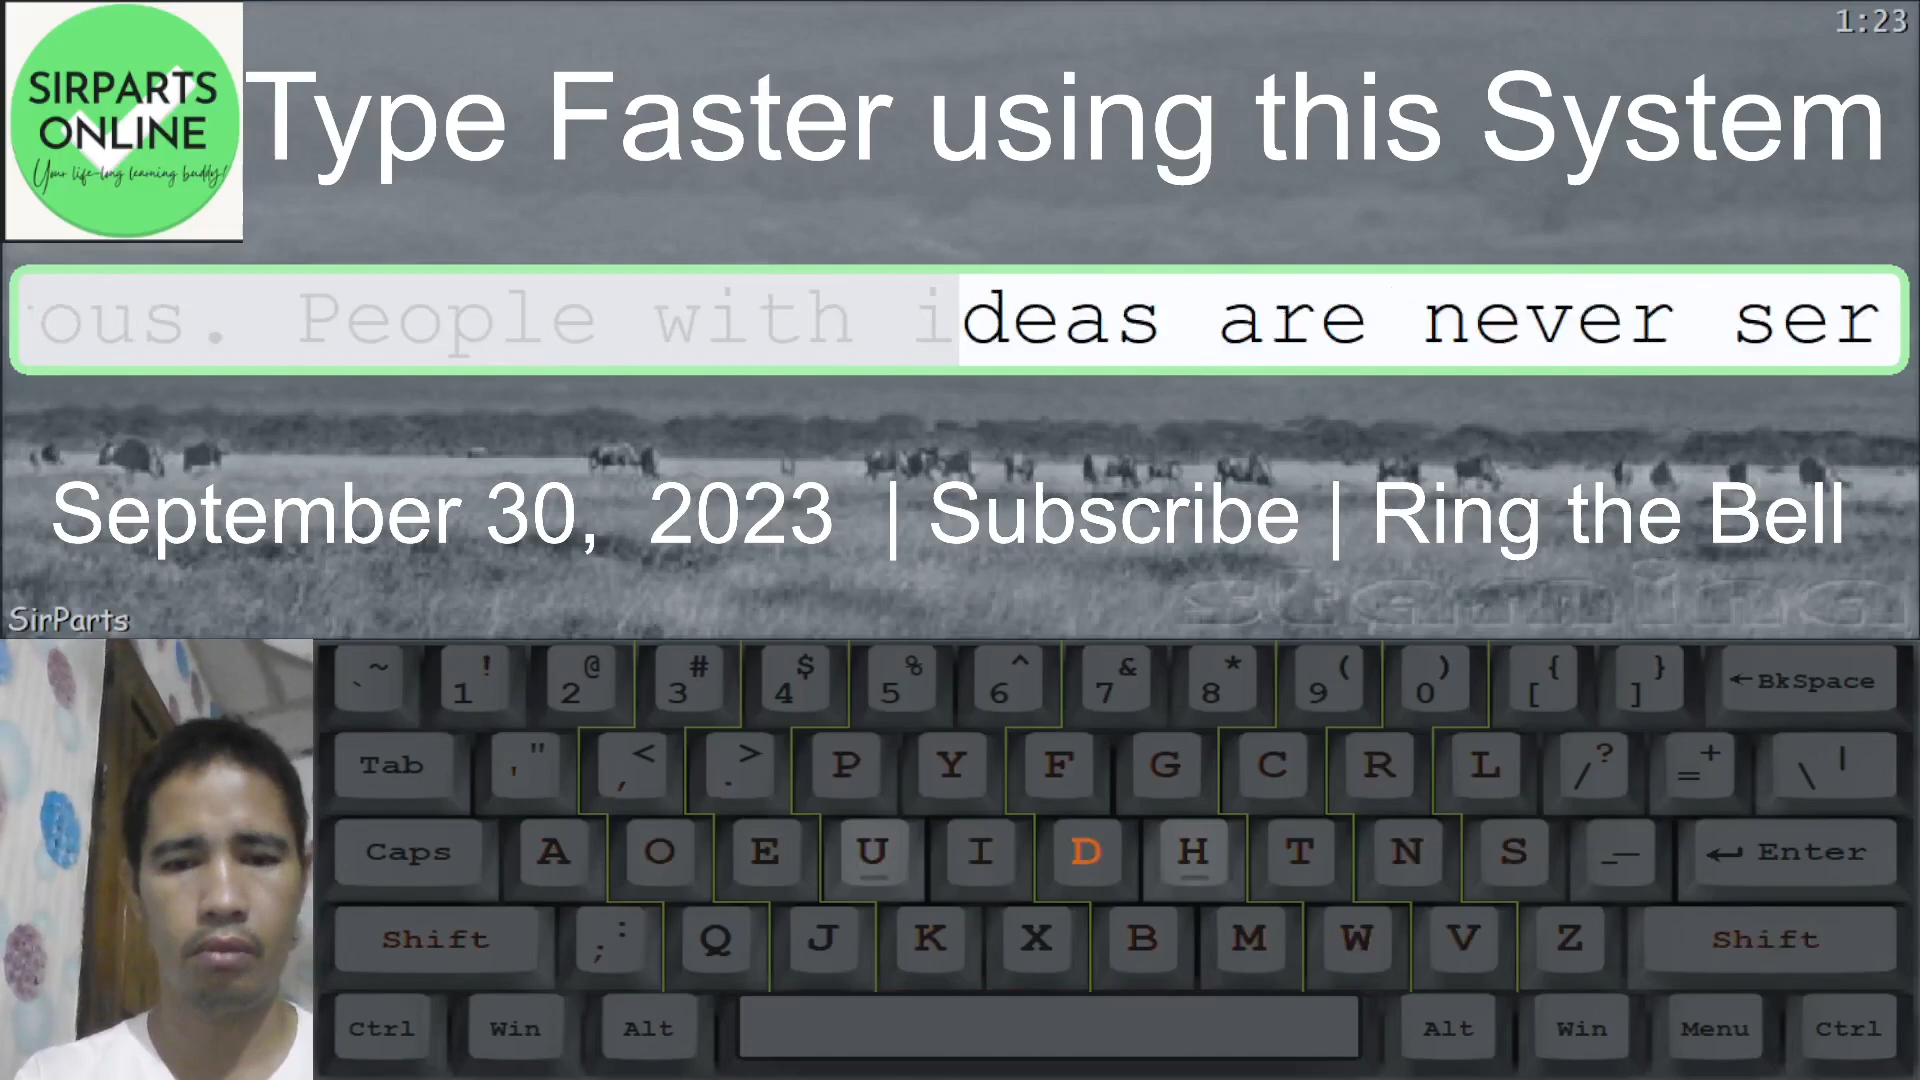 1:23
SIRPARTS
ONLINE
Your life-long learning buddy!
Type Faster using this System
ous. People with ideas are never ser
September 30, 2023 | Subscribe | Ring the Bell
stamina
SirParts
` ~ 1 ! 2 @ 3 # 4 $ 5 % 6 ^ 7 & 8 * 9 ( 0 ) [ { ] } ←BkSpace
Tab ' " , < . > P Y F G C R L / ? = + \ |
Caps A O E U I D H T N S - _ Enter
Shift ; : Q J K X B M W V Z Shift
Ctrl Win Alt Alt Win Menu Ctrl